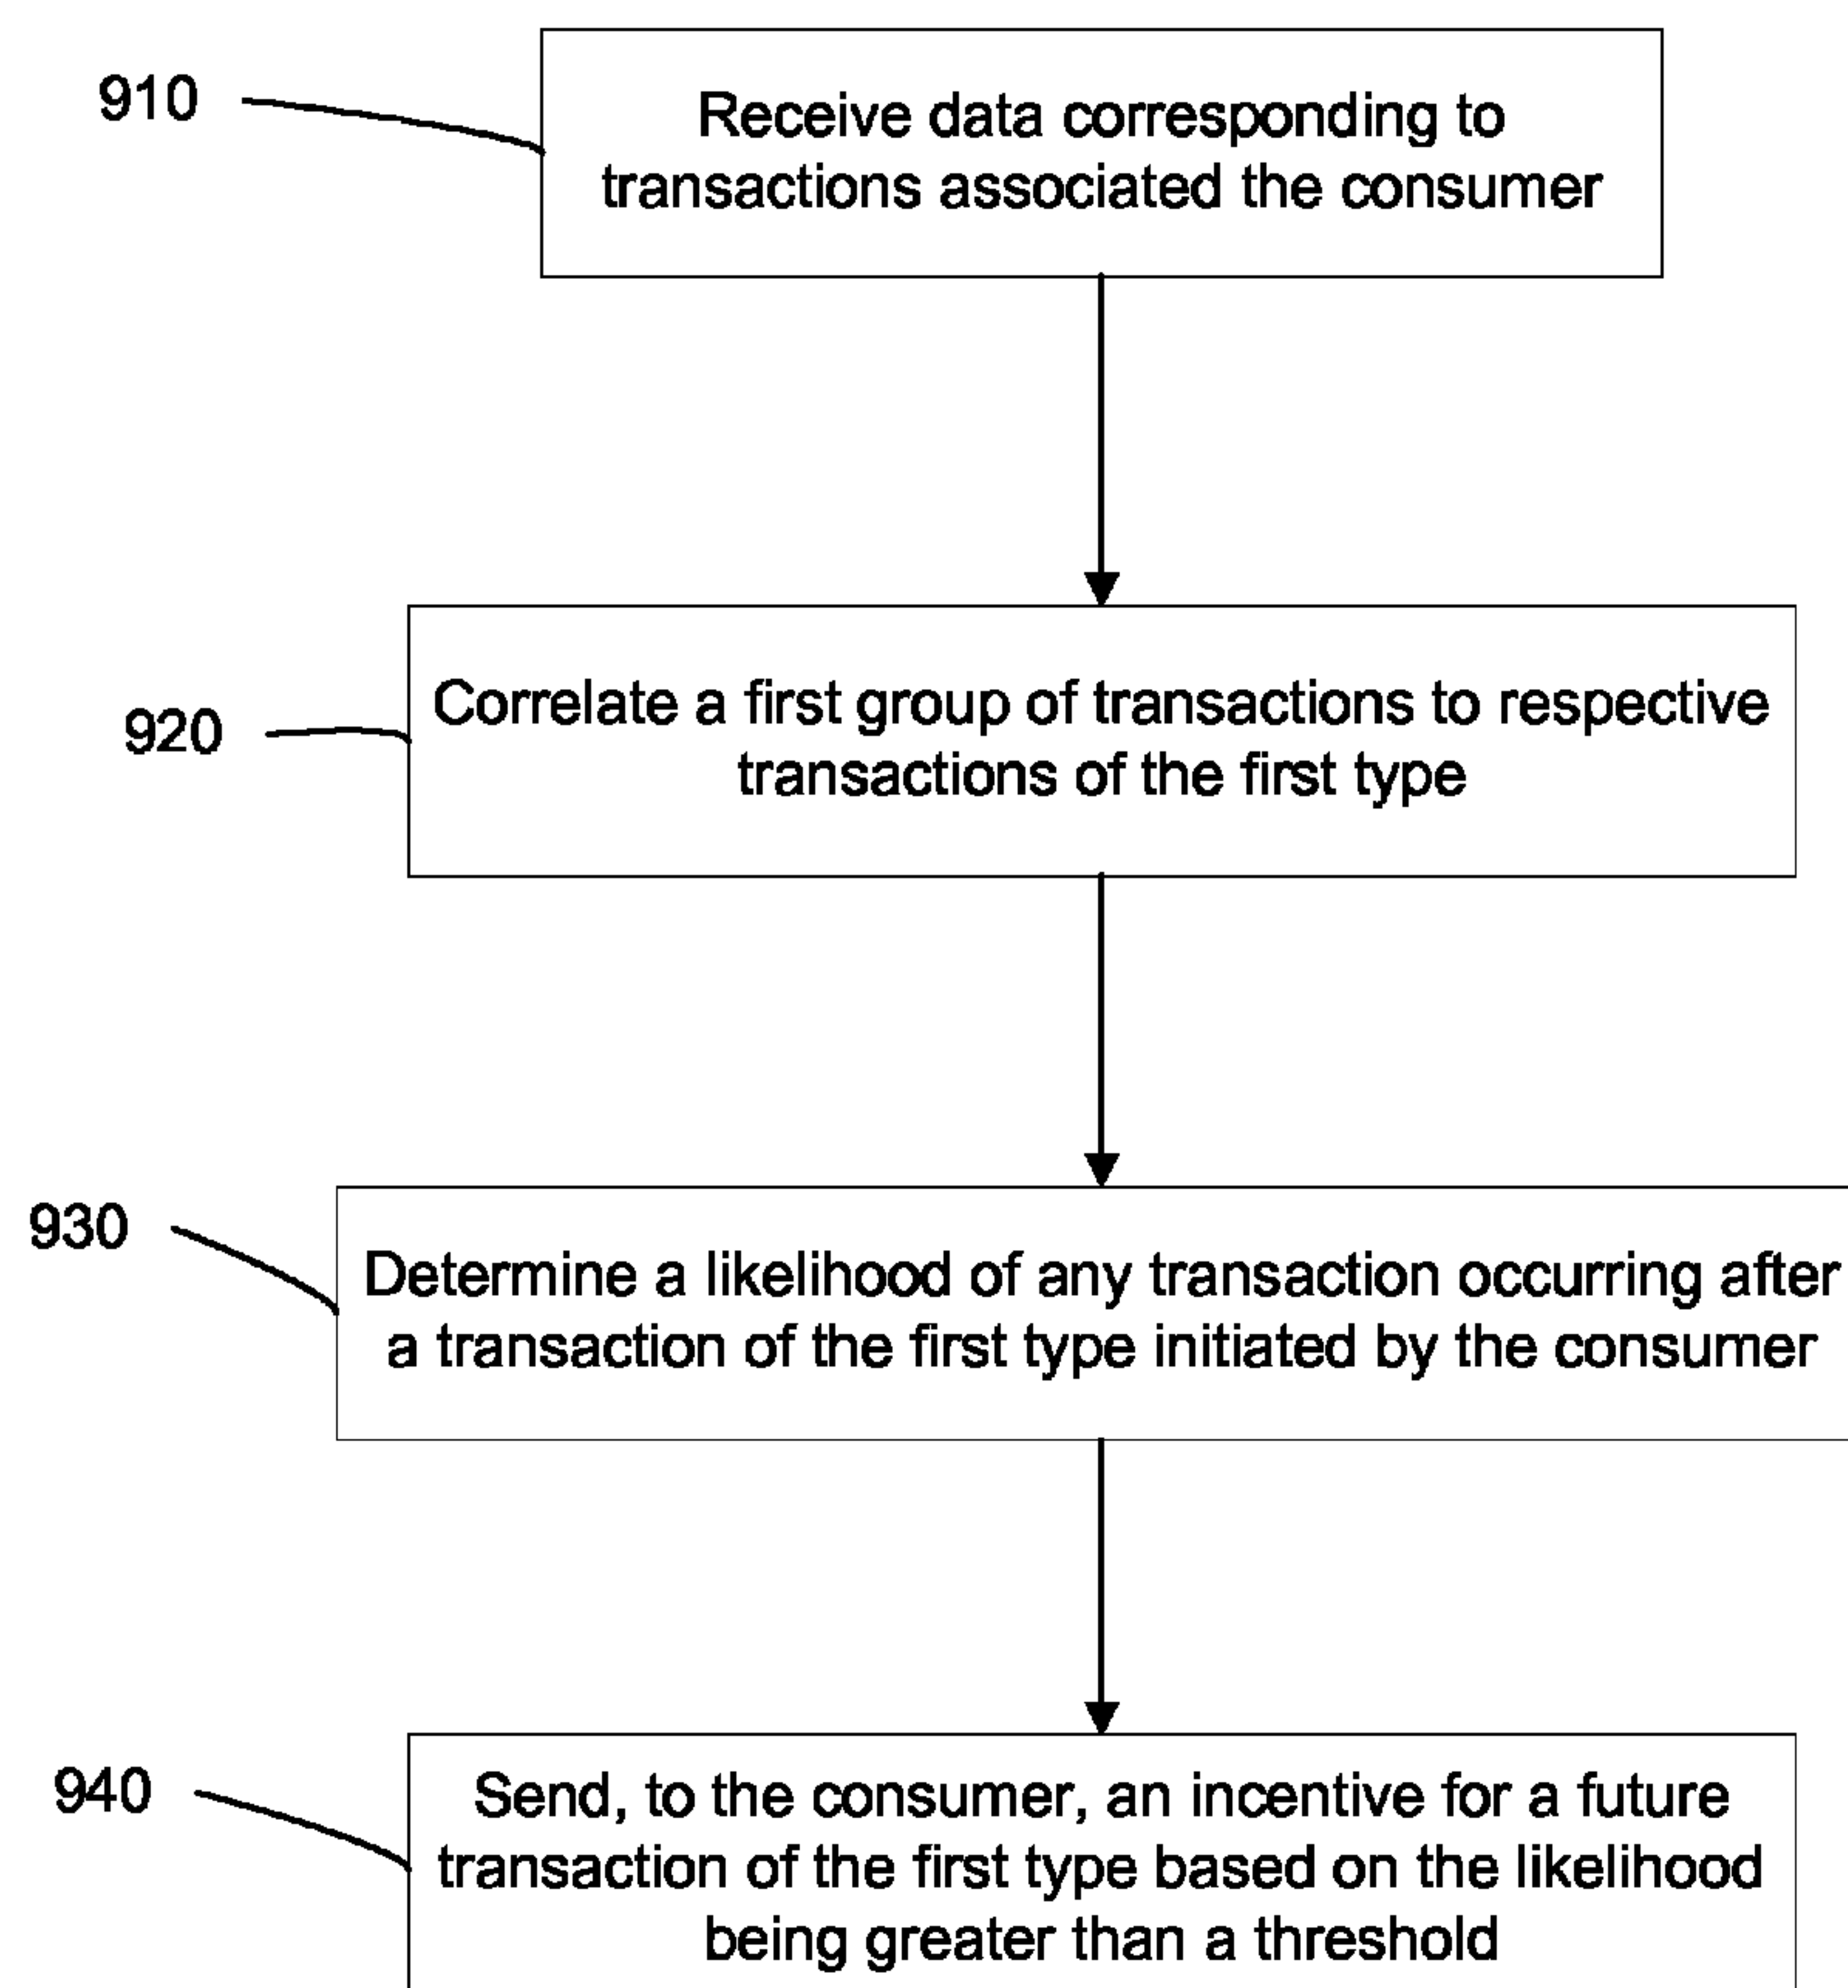 910
Receive data corresponding to
transactions associated the consumer
920
Correlate a first group of transactions to respective
transactions of the first type
930
Determine a likelihood of any transaction occurring after
a transaction of the first type initiated by the consumer
940
Send, to the consumer, an incentive for a future
transaction of the first type based on the likelihood
being greater than a threshold